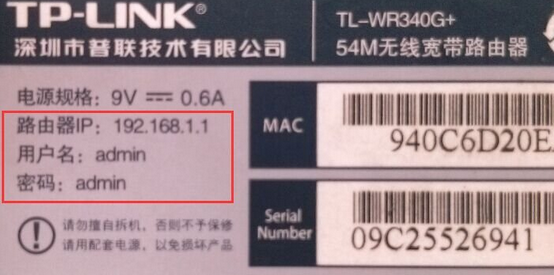 TP-LINK®
深圳市普联技术有限公司
TL-WR340G+
54M无线宽带路由器
电源规格：9V 0.6A
路由器IP：192.168.1.1
用户名：admin
密码：admin
请勿擅自拆机，否则不予保修
请用配套电源，以免损坏产品
MAC
940C6D20E
Serial
Number
09C25526941